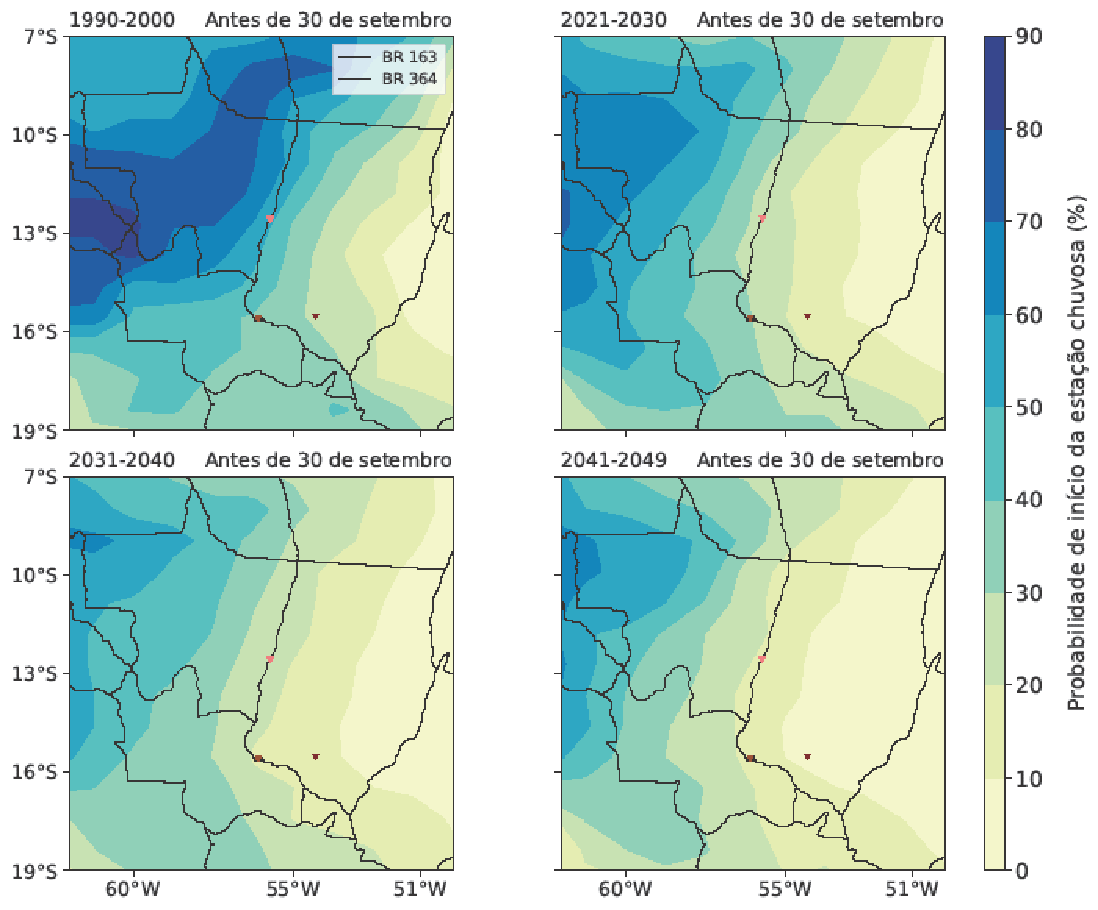 1990-2000 Antes de 30 de setembro
2021-2030 Antes de 30 de setembro
BR 163
BR 364
7°S
10°S
13°S
16°S
19°S
2031-2040 Antes de 30 de setembro
2041-2049 Antes de 30 de setembro
7°S
10°S
13°S
16°S
19°S
60°W 55°W 51°W
60°W 55°W 51°W
90
80
70
60
50
40
30
20
10
0
Probabilidade de início da estação chuvosa (%)